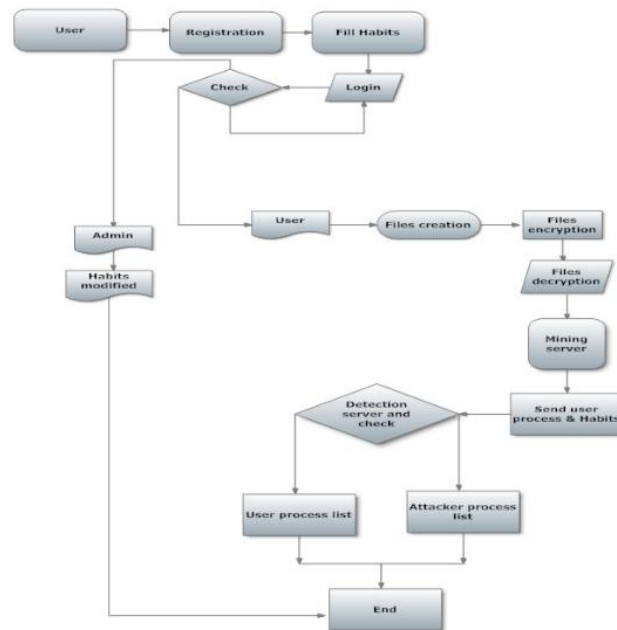 User
Registration
Fill Habits
Check
Login
User
Files creation
Files
encryption
Admin
Habits
modified
Files
decryption
Mining
server
Detection
server and
check
Send user
process & Habits
User process list
Attacker process
list
End